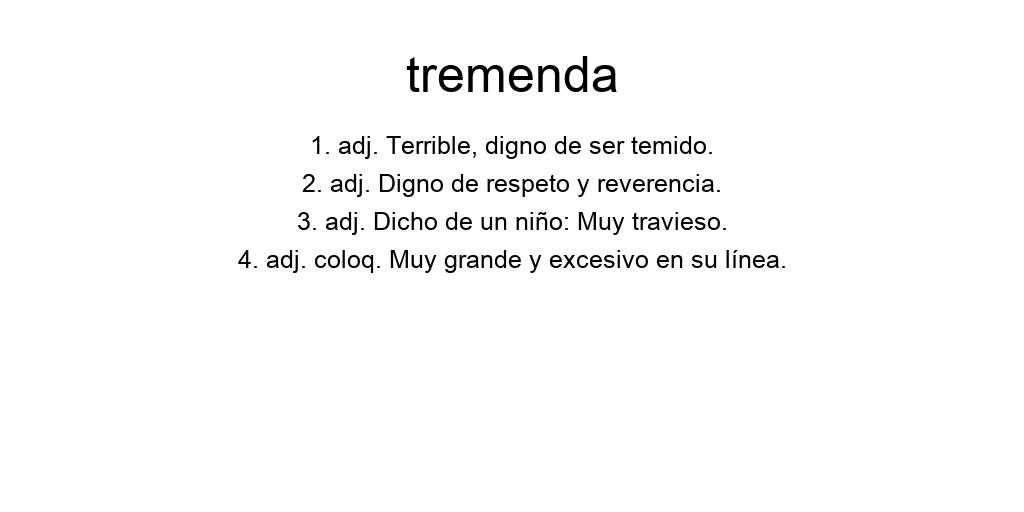 tremenda
1. adj. Terrible, digno de ser temido.
2. adj. Digno de respeto y reverencia.
3. adj. Dicho de un niño: Muy travieso.
4. adj. coloq. Muy grande y excesivo en su línea.